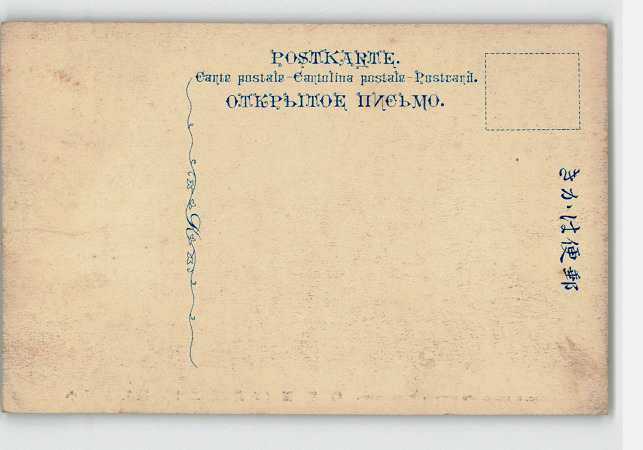 POSTKARTE.
Carte postale-Cartolina postale-Postcard.
ОТКРЫТОЕ ПИСЬМО.
郵便はかき